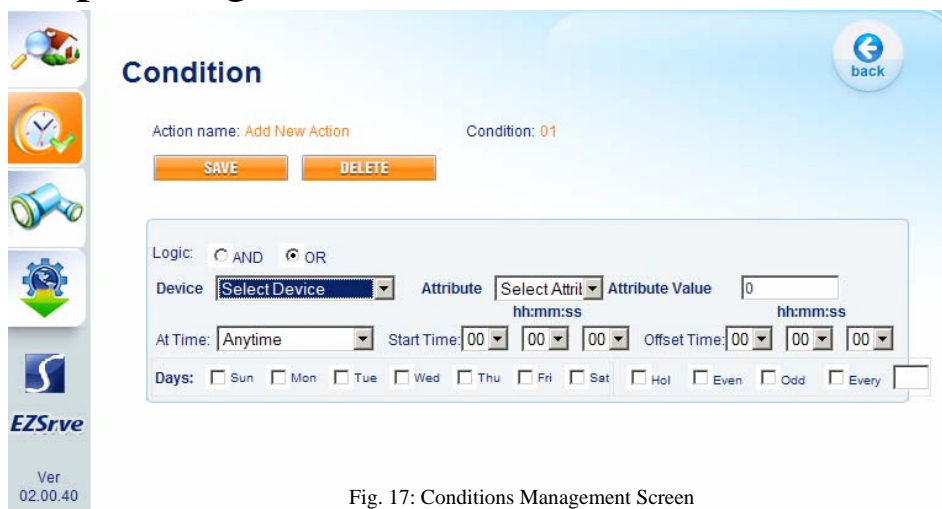 back
Condition
Action name: Add New Action Condition: 01
SAVE DELETE
Logic: AND OR
Device Select Device Attribute Select Attrib Attribute Value 0
hh:mm:ss hh:mm:ss
At Time: Anytime Start Time: 00 00 00 Offset Time: 00 00 00
Days: Sun Mon Tue Wed Thu Fri Sat Hol Even Odd Every
EZSrve
Ver
02.00.40
Fig. 17: Conditions Management Screen